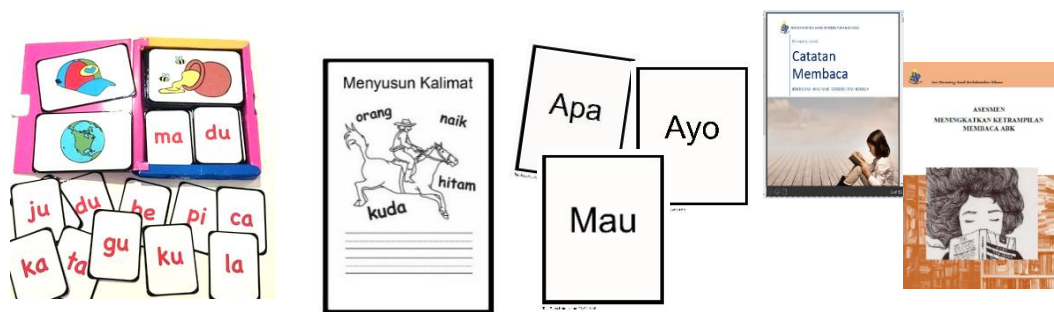 ma du
ju du he pi ca
ka ta gu ku la
Menyusun Kalimat
orang naik
hitam
kuda
Apa
Ayo
Mau
Catatan
Membaca
ASESMEN
MENINGKATKAN KETRAMPILAN
MEMBACA ABK